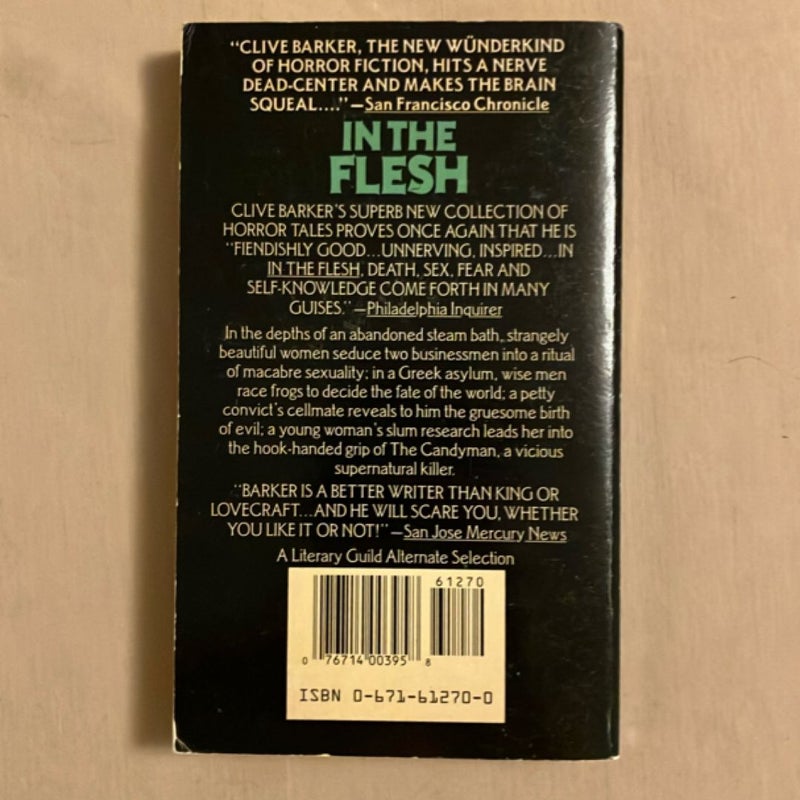 "CLIVE BARKER, THE NEW WÜNDERKIND
OF HORROR FICTION, HITS A NERVE
DEAD-CENTER AND MAKES THE BRAIN
SQUEAL...."—San Francisco Chronicle
IN THE
FLESH
CLIVE BARKER'S SUPERB NEW COLLECTION OF
HORROR TALES PROVES ONCE AGAIN THAT HE IS
"FIENDISHLY GOOD...UNNERVING, INSPIRED...IN
IN THE FLESH, DEATH, SEX, FEAR AND
SELF-KNOWLEDGE COME FORTH IN MANY
GUISES."—Philadelphia Inquirer
In the depths of an abandoned steam bath, strangely
beautiful women seduce two businessmen into a ritual
of macabre sexuality; in a Greek asylum, wise men
race frogs to decide the fate of the world; a petty
convict's cellmate reveals to him the gruesome birth
of evil; a young woman's slum research leads her into
the hook-handed grip of The Candyman, a vicious
supernatural killer.
"BARKER IS A BETTER WRITER THAN KING OR
LOVECRAFT...AND HE WILL SCARE YOU, WHETHER
YOU LIKE IT OR NOT!"—San Jose Mercury News
A Literary Guild Alternate Selection
61270
0 76714 00395 8
ISBN 0-671-61270-0